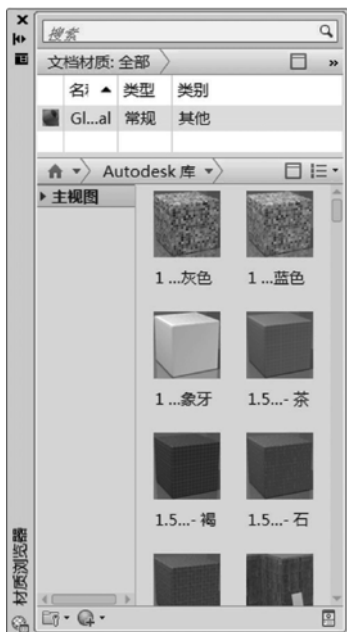 搜索
文档材质: 全部
名称 类型 类别
Gl...al 常规 其他
Autodesk 库
主视图
1 ...灰色 1 ...蓝色
1 ...象牙 1.5...- 茶
1.5...- 褐 1.5...- 石
材质浏览器